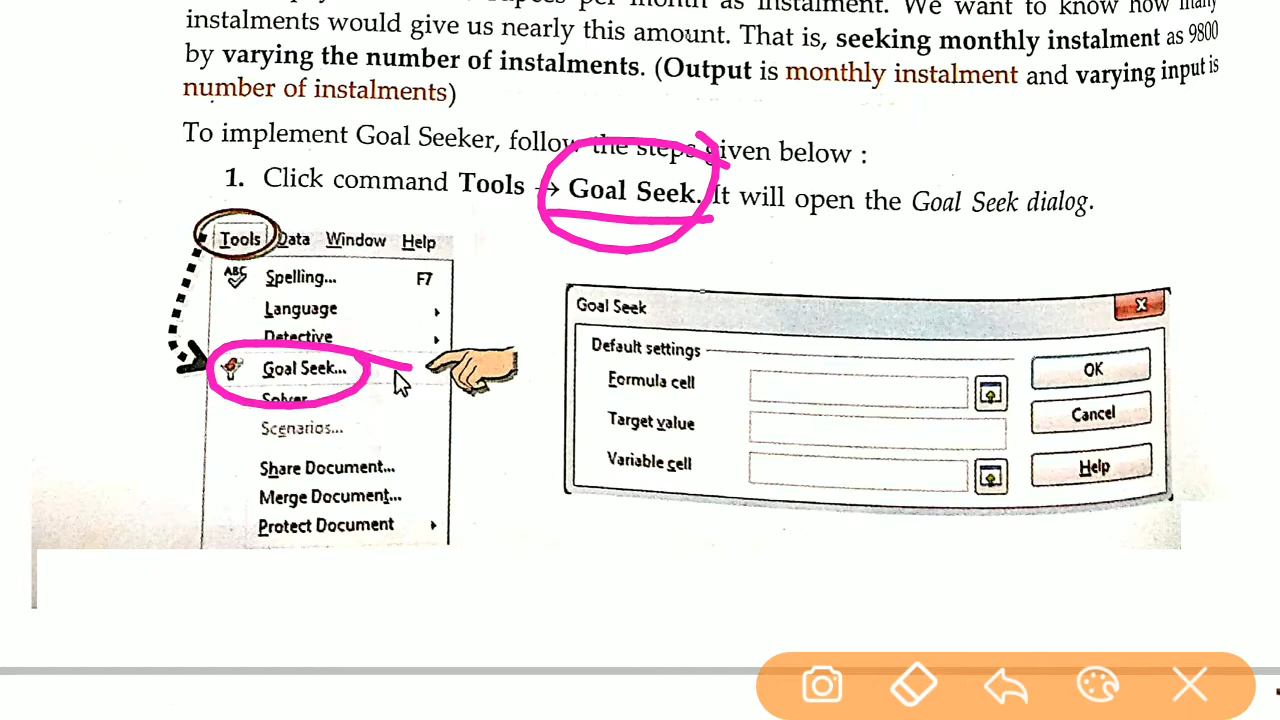 instalments would give us nearly this amount. That is, seeking monthly instalment as 9800
by varying the number of instalments. (Output is monthly instalment and varying input is
number of instalments)
To implement Goal Seeker, follow the steps given below :
1. Click command Tools → Goal Seek. It will open the Goal Seek dialog.
Tools Data Window Help
Spelling... F7
Language
Detective
Goal Seek...
Solver
Scenarios...
Share Document...
Merge Document...
Protect Document
Goal Seek
Default settings
Formula cell
Target value
Variable cell
OK
Cancel
Help